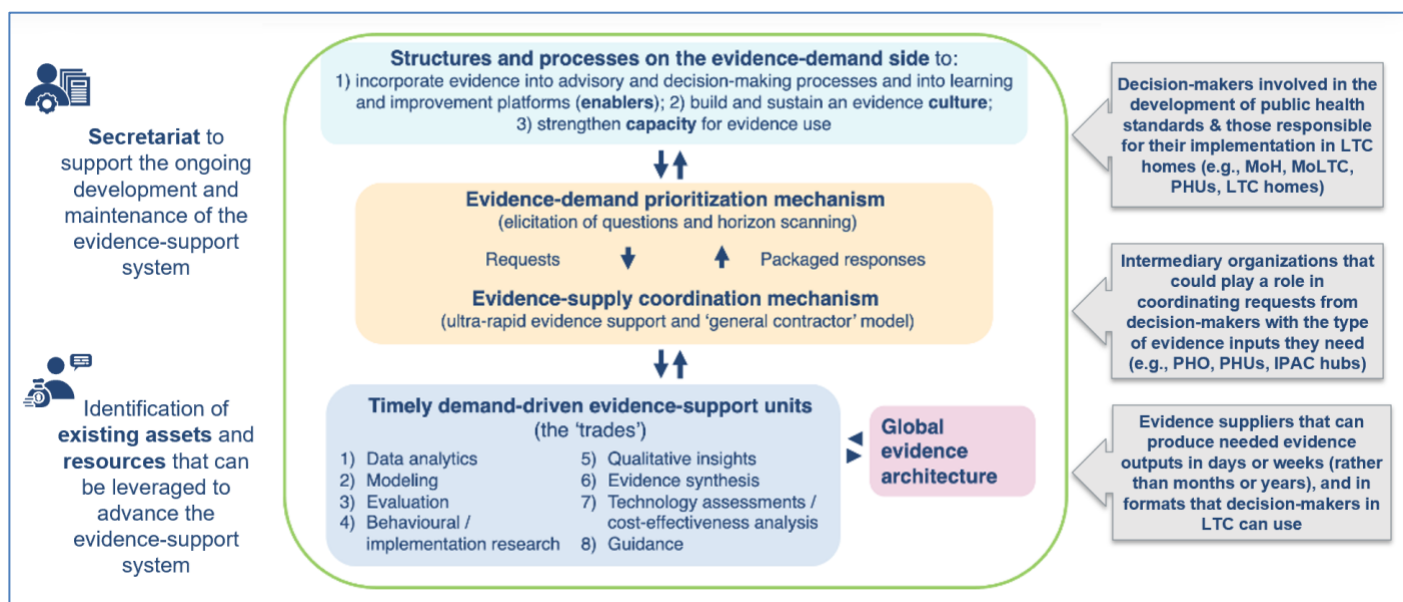 Secretariat to
support the ongoing
development and
maintenance of the
evidence-support
system
Identification of
existing assets and
resources that can
be leveraged to
advance the
evidence-support
system
Structures and processes on the evidence-demand side to:
1) incorporate evidence into advisory and decision-making processes and into learning
and improvement platforms (enablers); 2) build and sustain an evidence culture;
3) strengthen capacity for evidence use
Evidence-demand prioritization mechanism
(elicitation of questions and horizon scanning)
Requests
Packaged responses
Evidence-supply coordination mechanism
(ultra-rapid evidence support and ‘general contractor’ model)
Timely demand-driven evidence-support units
(the ‘trades’)
1) Data analytics
2) Modeling
3) Evaluation
4) Behavioural /
implementation research
5) Qualitative insights
6) Evidence synthesis
7) Technology assessments /
cost-effectiveness analysis
8) Guidance
Global
evidence
architecture
Decision-makers involved in the
development of public health
standards & those responsible
for their implementation in LTC
homes (e.g., MoH, MoLTC,
PHUs, LTC homes)
Intermediary organizations that
could play a role in
coordinating requests from
decision-makers with the type
of evidence inputs they need
(e.g., PHO, PHUs, IPAC hubs)
Evidence suppliers that can
produce needed evidence
outputs in days or weeks (rather
than months or years), and in
formats that decision-makers in
LTC can use